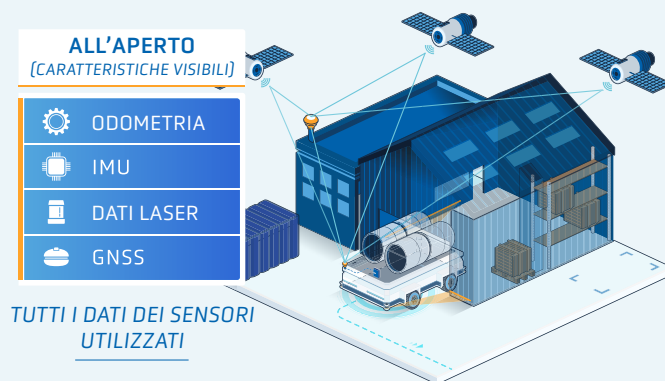 ALL'APERTO
(CARATTERISTICHE VISIBILI)
ODOMETRIA
IMU
DATI LASER
GNSS
TUTTI I DATI DEI SENSORI
UTILIZZATI